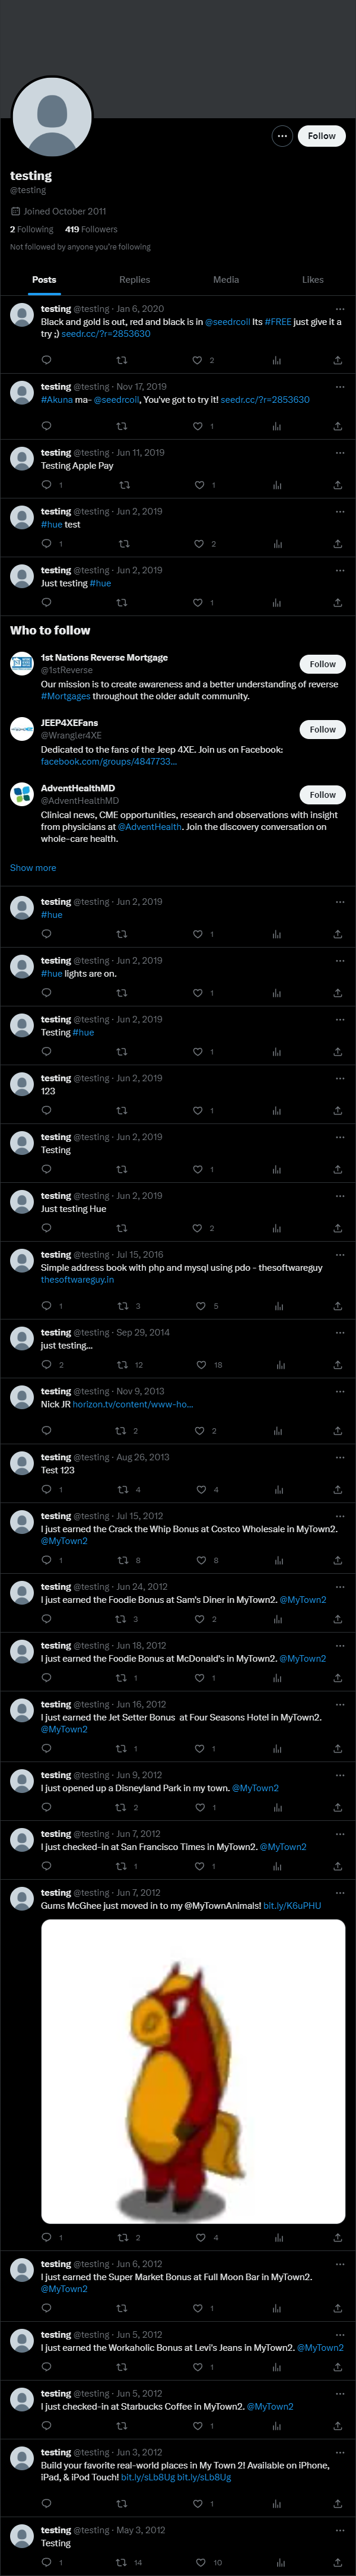 Follow
testing
@testing
Joined October 2011
2 Following 419 Followers
Not followed by anyone you're following
Posts Replies Media Likes
testing @testing · Jan 6, 2020
Black and gold is out, red and black is in @seedrcoil Its #FREE just give it a
try ;) seedr.cc/?r=2853630
2
testing @testing · Nov 17, 2019
#Akuna ma- @seedrcoil, You've got to try it! seedr.cc/?r=2853630
1
testing @testing · Jun 11, 2019
Testing Apple Pay
1 1
testing @testing · Jun 2, 2019
#hue test
1 2
testing @testing · Jun 2, 2019
Just testing #hue
1
Who to follow
1st Nations Reverse Mortgage
@1stReverse
Follow
Our mission is to create awareness and a better understanding of reverse
#Mortgages throughout the older adult community.
JEEP4XEFans
@Wrangler4XE
Follow
Dedicated to the fans of the Jeep 4XE. Join us on Facebook:
facebook.com/groups/4847733...
AdventHealthMD
@AdventHealthMD
Follow
Clinical news, CME opportunities, research and observations with insight
from physicians at @AdventHealth. Join the discovery conversation on
whole-care health.
Show more
testing @testing · Jun 2, 2019
#hue
1
testing @testing · Jun 2, 2019
#hue lights are on.
1
testing @testing · Jun 2, 2019
Testing #hue
1
testing @testing · Jun 2, 2019
123
1
testing @testing · Jun 2, 2019
Testing
1
testing @testing · Jun 2, 2019
Just testing Hue
2
testing @testing · Jul 15, 2016
Simple address book with php and mysql using pdo - thesoftwareguy
thesoftwareguy.in
1 3 5
testing @testing · Sep 29, 2014
just testing...
2 12 18
testing @testing · Nov 9, 2013
Nick JR horizon.tv/content/www-ho...
2 2
testing @testing · Aug 26, 2013
Test 123
1 4 4
testing @testing · Jul 15, 2012
I just earned the Crack the Whip Bonus at Costco Wholesale in MyTown2.
@MyTown2
1 8 8
testing @testing · Jun 24, 2012
I just earned the Foodie Bonus at Sam's Diner in MyTown2. @MyTown2
3 2
testing @testing · Jun 18, 2012
I just earned the Foodie Bonus at McDonald's in MyTown2. @MyTown2
1 1
testing @testing · Jun 16, 2012
I just earned the Jet Setter Bonus at Four Seasons Hotel in MyTown2.
@MyTown2
1 1
testing @testing · Jun 9, 2012
I just opened up a Disneyland Park in my town. @MyTown2
2 1
testing @testing · Jun 7, 2012
I just checked-in at San Francisco Times in MyTown2. @MyTown2
1 1
testing @testing · Jun 7, 2012
Gums McGhee just moved in to my @MyTownAnimals! bit.ly/K6uPHU
1 2 4
testing @testing · Jun 6, 2012
I just earned the Super Market Bonus at Full Moon Bar in MyTown2.
@MyTown2
1
testing @testing · Jun 5, 2012
I just earned the Workaholic Bonus at Levi's Jeans in MyTown2. @MyTown2
1
testing @testing · Jun 5, 2012
I just checked-in at Starbucks Coffee in MyTown2. @MyTown2
1
testing @testing · Jun 3, 2012
Build your favorite real-world places in My Town 2! Available on iPhone,
iPad, & iPod Touch! bit.ly/sLb8Ug bit.ly/sLb8Ug
1
testing @testing · May 3, 2012
Testing
1 14 10